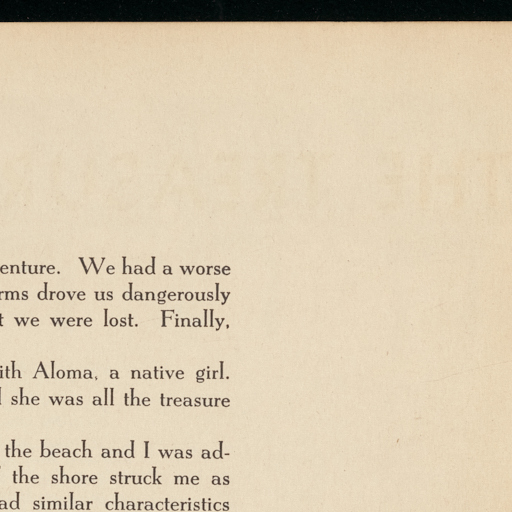 enture. We had a worse
rms drove us dangerously
t we were lost. Finally,
ith Aloma, a native girl.
she was all the treasure
the beach and I was ad-
the shore struck me as
ad similar characteristics